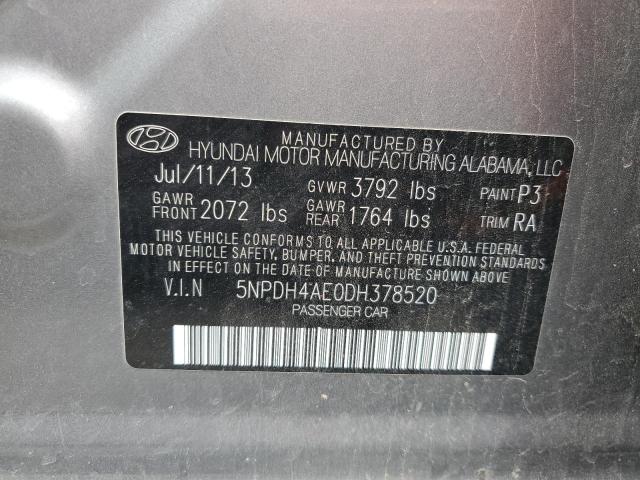 MANUFACTURED BY
HYUNDAI MOTOR MANUFACTURING ALABAMA, LLC
Jul/11/13 GVWR 3792 lbs PAINT P3
GAWR FRONT 2072 lbs GAWR REAR 1764 lbs TRIM RA
THIS VEHICLE CONFORMS TO ALL APPLICABLE U.S.A. FEDERAL
MOTOR VEHICLE SAFETY, BUMPER, AND THEFT PREVENTION STANDARDS
IN EFFECT ON THE DATE OF MANUFACTURE SHOWN ABOVE
V.I.N 5NPDH4AE0DH378520
PASSENGER CAR